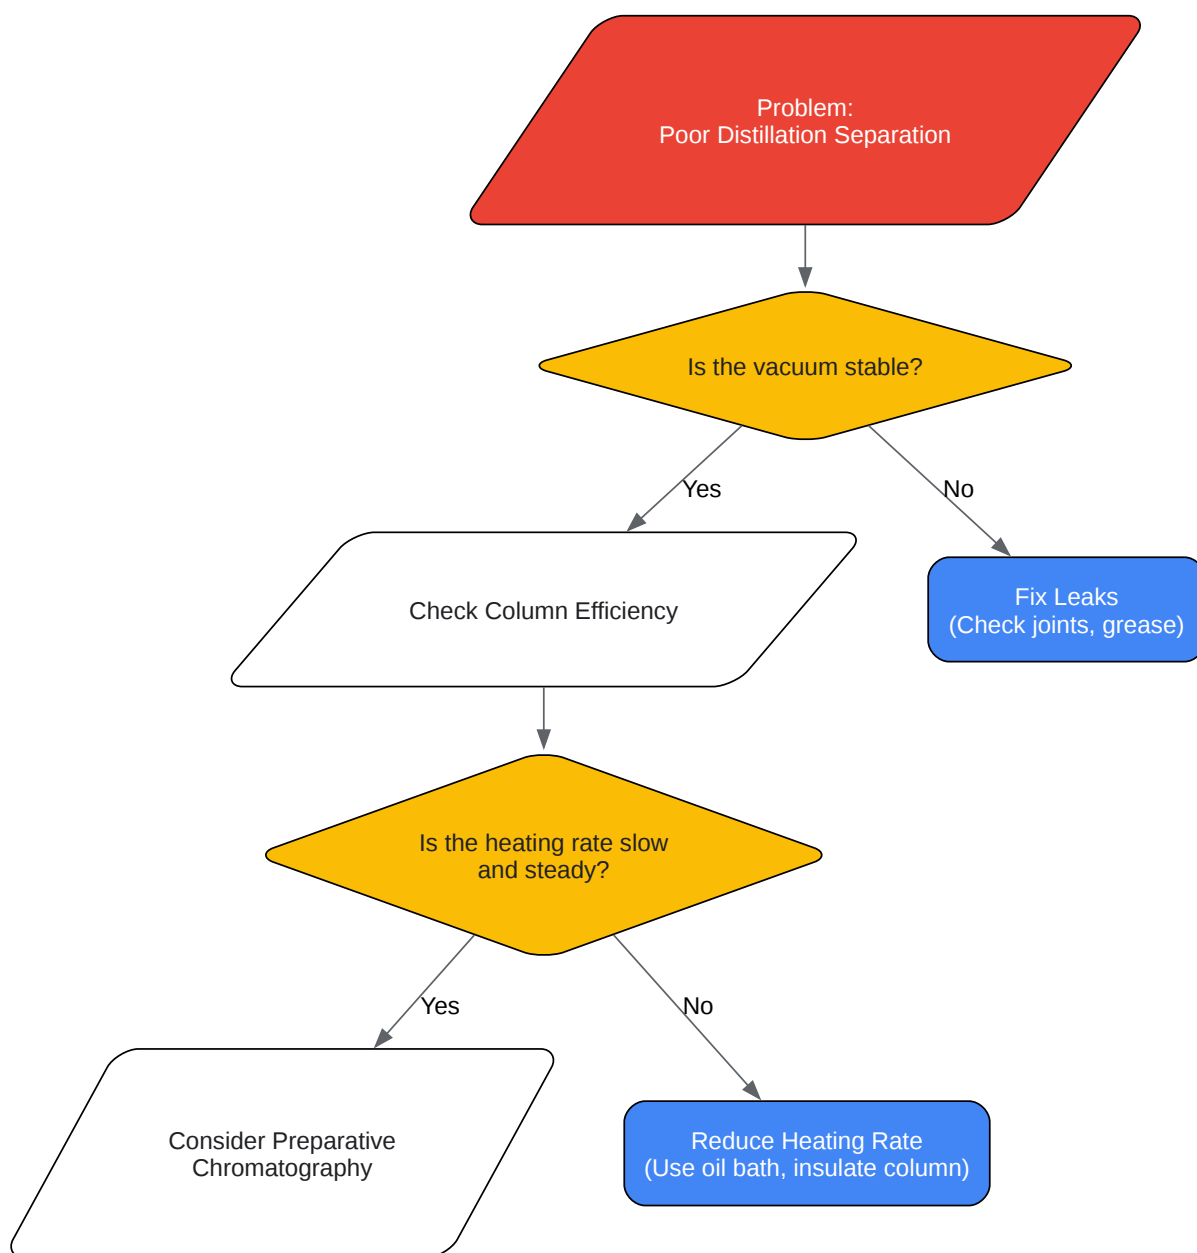 Problem:
Poor Distillation Separation
Is the vacuum stable?
Yes
No
Check Column Efficiency
Fix Leaks
(Check joints, grease)
Is the heating rate slow
and steady?
Yes
No
Consider Preparative
Chromatography
Reduce Heating Rate
(Use oil bath, insulate column)